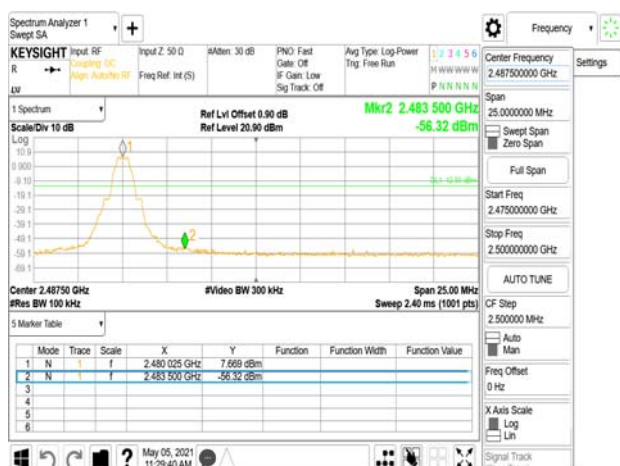 Spectrum Analyzer 1
Swept SA
Frequency
KEYSIGHT Input: RF
Coupling: DC
Align: Auto/No RF
Input Z: 50 Ω
Freq Ref: Int (S)
#Atten: 30 dB
PNO: Fast
Gate: Off
IF Gain: Low
Sig Track: Off
Avg Type: Log-Power
Trig: Free Run
1 2 3 4 5 6
M W W W W W
P N N N N N
R
Center Frequency
2.487500000 GHz
Settings
Span
25.0000000 MHz
Swept Span
Zero Span
Full Span
Start Freq
2.475000000 GHz
Stop Freq
2.500000000 GHz
AUTO TUNE
CF Step
2.500000 MHz
Auto
Man
Freq Offset
0 Hz
X Axis Scale
Log
Lin
Signal Track
1 Spectrum
Scale/Div 10 dB
Ref Lvl Offset 0.90 dB
Ref Level 20.90 dBm
Mkr2 2.483 500 GHz
-56.32 dBm
Log
10.9
0.900
-9.10
-19.1
-29.1
-39.1
-49.1
-59.1
-69.1
1
2
Center 2.48750 GHz
#Res BW 100 kHz
#Video BW 300 kHz
Span 25.00 MHz
Sweep 2.40 ms (1001 pts)
5 Marker Table
Mode Trace Scale X Y Function Function Width Function Value
1 N 1 f 2.480 025 GHz 7.669 dBm
2 N 1 f 2.483 500 GHz -56.32 dBm
3
4
5
6
May 05, 2021
11:29:40 AM